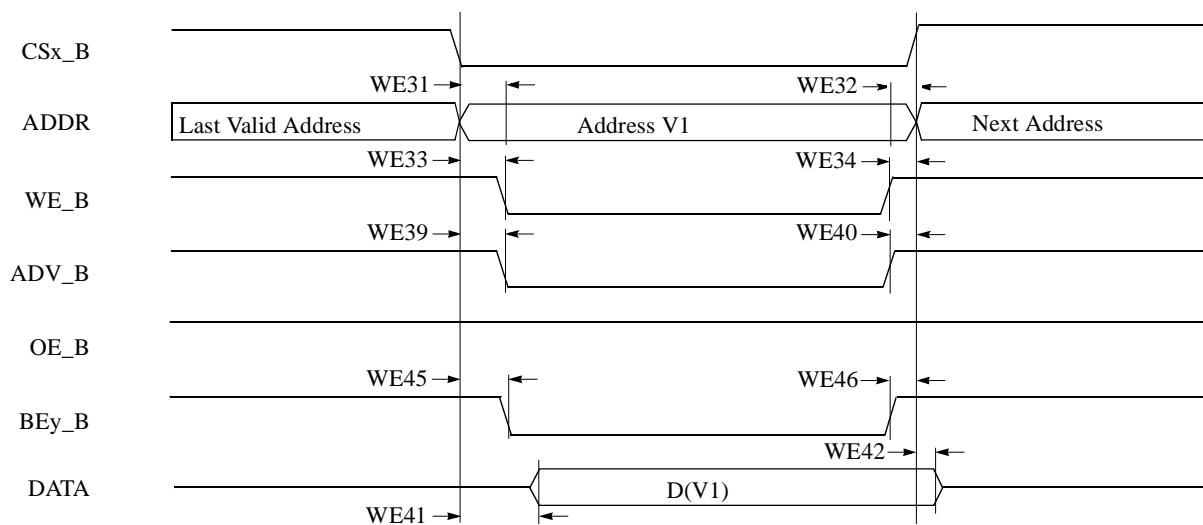 CSx_B
WE31
WE32
ADDR
Last Valid Address
Address V1
Next Address
WE33
WE34
WE_B
WE39
WE40
ADV_B
OE_B
WE45
WE46
BEy_B
WE42
DATA
D(V1)
WE41